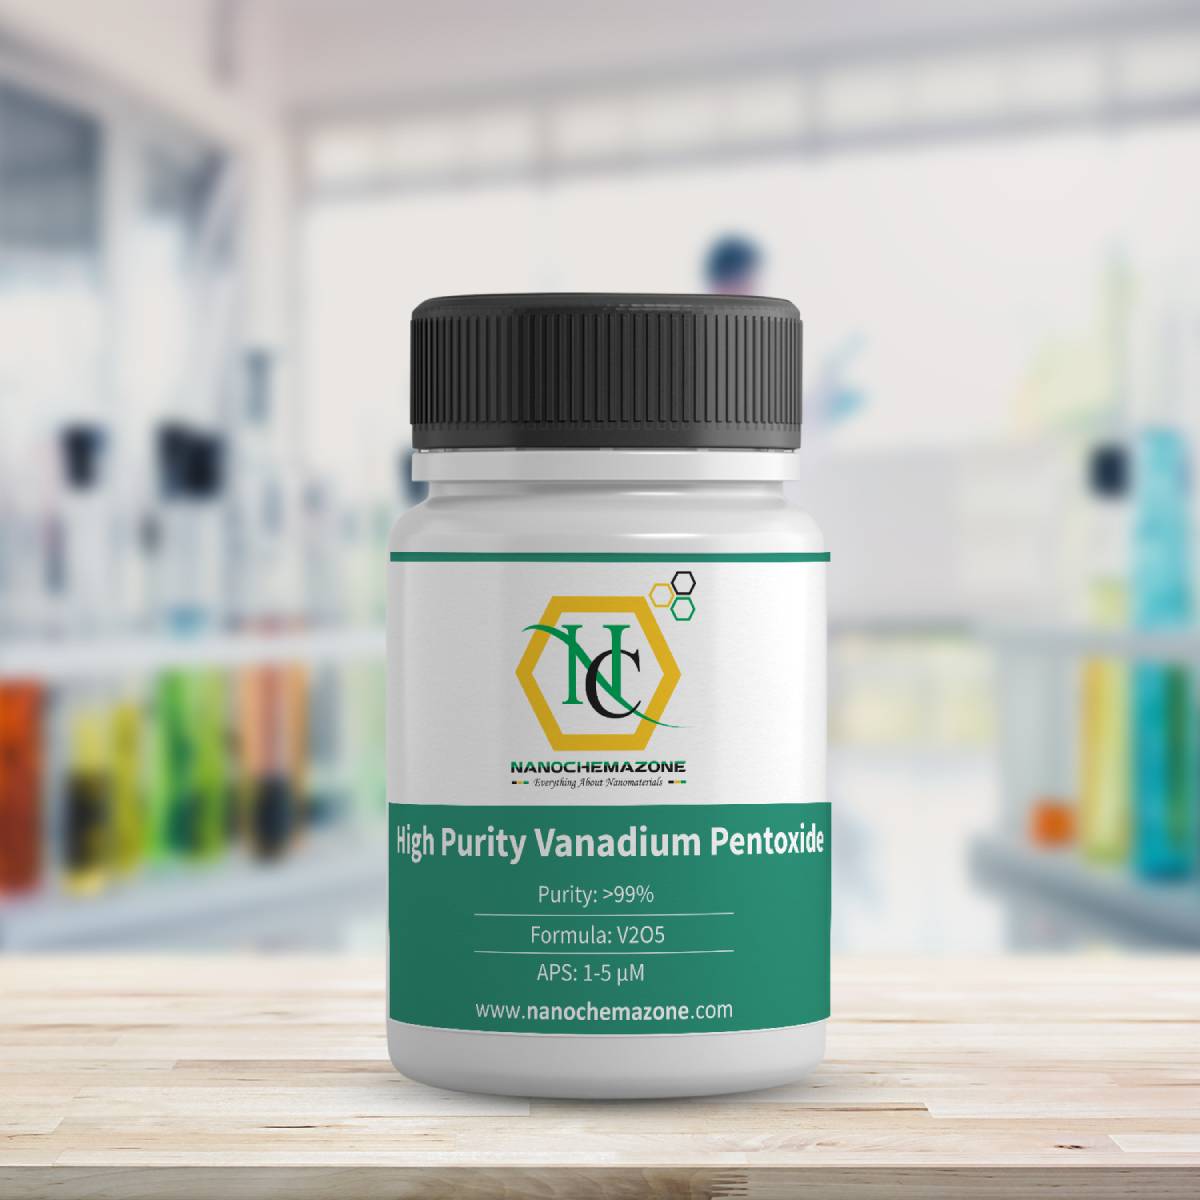 NC
NANOCHEMAZONE
Everything About Nanomaterials
High Purity Vanadium Pentoxide
Purity: >99%
Formula: V2O5
APS: 1-5 µM
www.nanochemazone.com